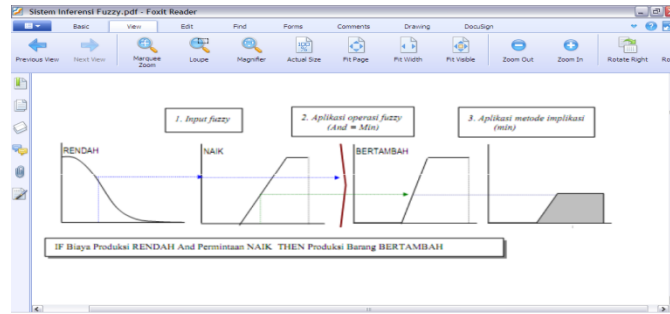 Sistem Inferensi Fuzzy.pdf - Foxit Reader
Basic View Edit Find Forms Comments Drawing DocuSign
Previous View Next View Marquee Zoom Loupe Magnifier Actual Size Fit Page Fit Width Fit Visible Zoom Out Zoom In Rotate Right Ro
1. Input fuzzy
2. Aplikasi operasi fuzzy
(And = Min)
3. Aplikasi metode implikasi
(min)
RENDAH NAIK BERTAMBAH
IF Biaya Produksi RENDAH And Permintaan NAIK THEN Produksi Barang BERTAMBAH